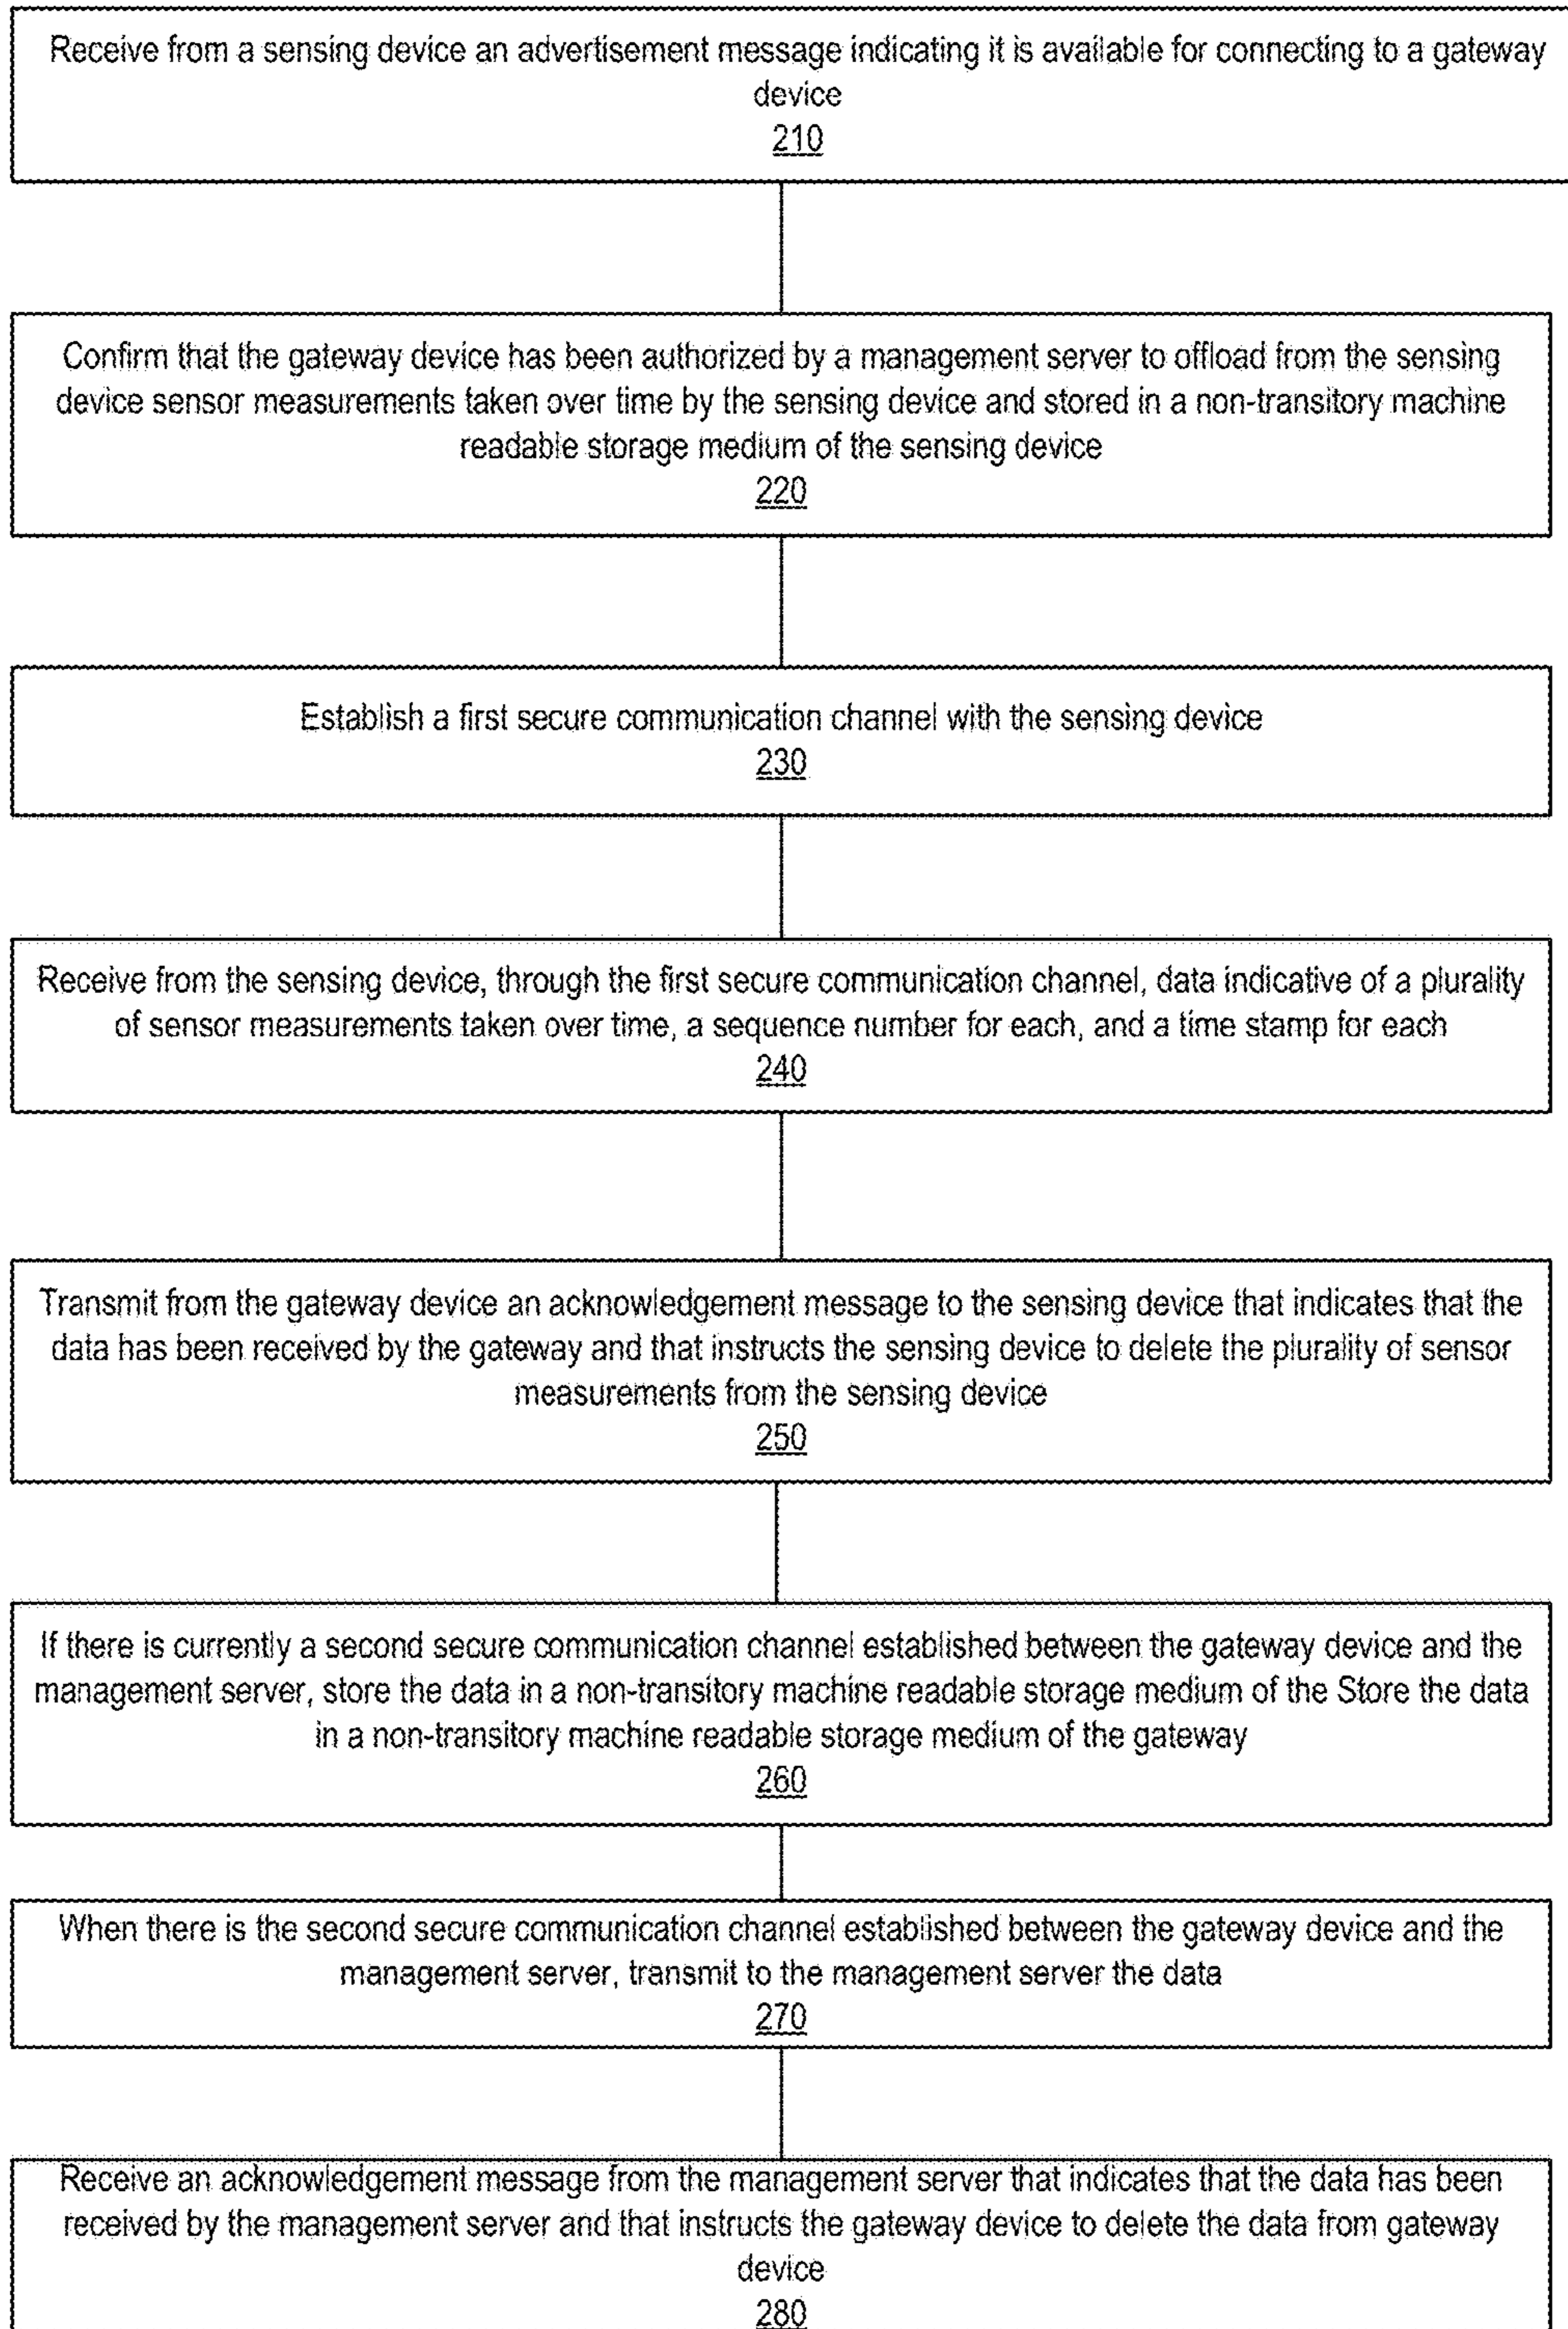 Receive from a sensing device an advertisement message indicating it is available for connecting to a gateway
device
210
Confirm that the gateway device has been authorized by a management server to offload from the sensing
device sensor measurements taken over time by the sensing device and stored in a non-transitory machine
readable storage medium of the sensing device
220
Establish a first secure communication channel with the sensing device
230
Receive from the sensing device, through the first secure communication channel, data indicative of a plurality
of sensor measurements taken over time, a sequence number for each, and a time stamp for each
240
Transmit from the gateway device an acknowledgement message to the sensing device that indicates that the
data has been received by the gateway and that instructs the sensing device to delete the plurality of sensor
measurements from the sensing device
250
If there is currently a second secure communication channel established between the gateway device and the
management server, store the data in a non-transitory machine readable storage medium of the Store the data
in a non-transitory machine readable storage medium of the gateway
260
When there is the second secure communication channel established between the gateway device and the
management server, transmit to the management server the data
270
Receive an acknowledgement message from the management server that indicates that the data has been
received by the management server and that instructs the gateway device to delete the data from gateway
device
280